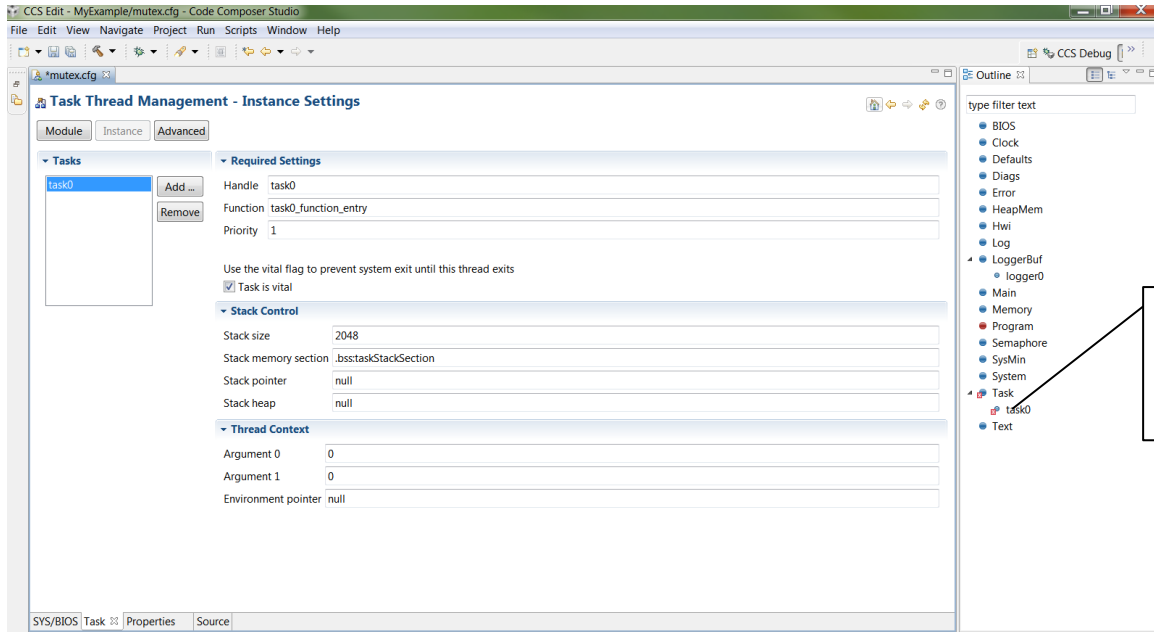 CCS Edit - MyExample/mutex.cfg - Code Composer Studio
File Edit View Navigate Project Run Scripts Window Help
CCS Debug
*mutex.cfg
Task Thread Management - Instance Settings
Module Instance Advanced
Tasks
task0
Add ...
Remove
Required Settings
Handle task0
Function task0_function_entry
Priority 1
Use the vital flag to prevent system exit until this thread exits
Task is vital
Stack Control
Stack size 2048
Stack memory section .bss:taskStackSection
Stack pointer null
Stack heap null
Thread Context
Argument 0 0
Argument 1 0
Environment pointer null
SYS/BIOS Task Properties Source
Outline
type filter text
BIOS
Clock
Defaults
Diags
Error
HeapMem
Hwi
Log
LoggerBuf
logger0
Main
Memory
Program
Semaphore
SysMin
System
Task
task0
Text